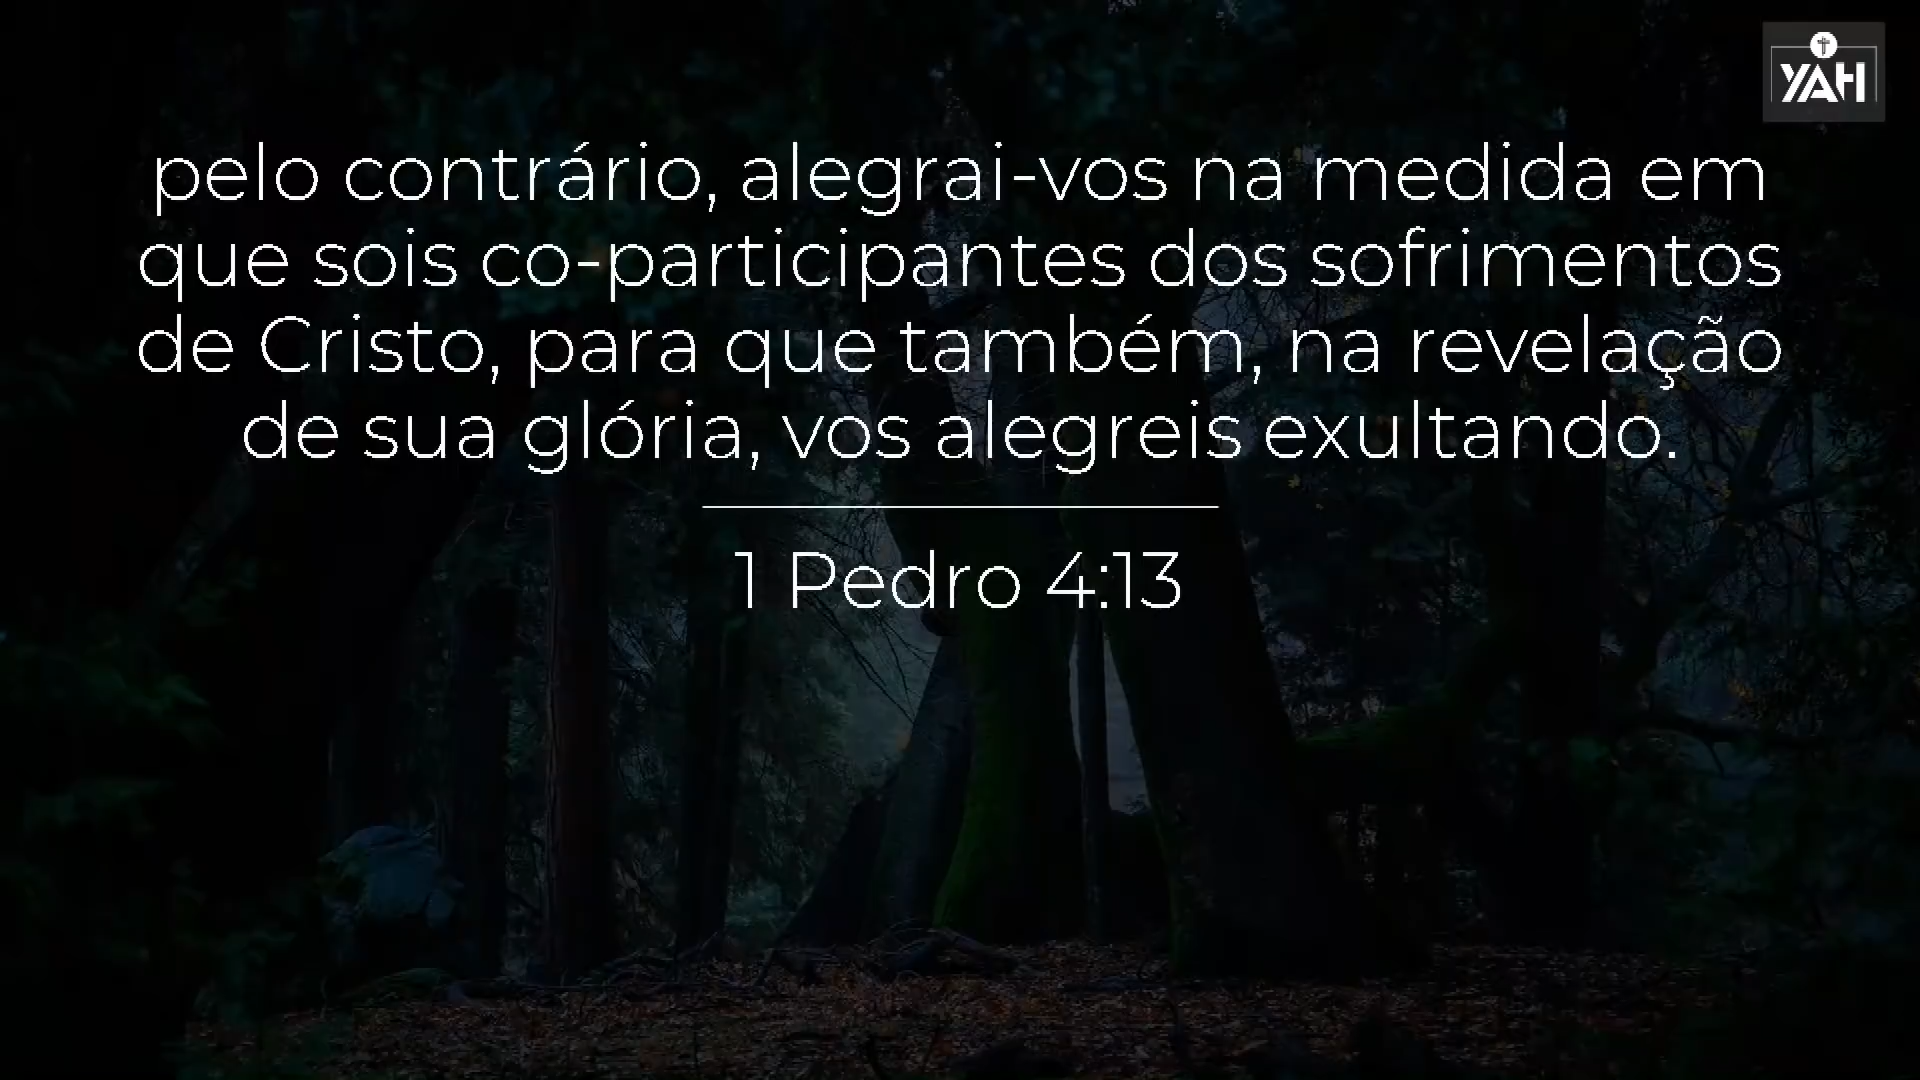 YAH
pelo contrário, alegrai-vos na medida em
que sois co-participantes dos sofrimentos
de Cristo, para que também, na revelação
de sua glória, vos alegreis exultando.
1 Pedro 4:13